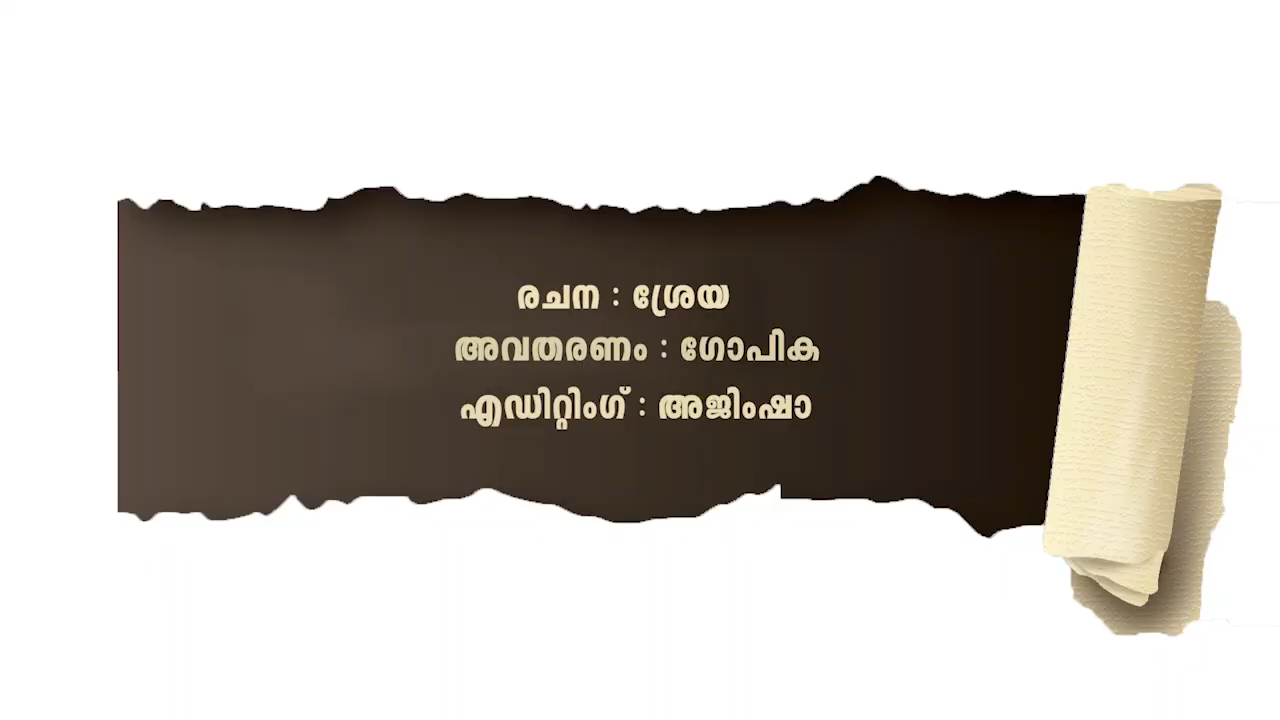 രചന : ശ്രേയ
അവതരണം : ഗോപിക
എഡിറ്റിംഗ് : അജിംഷാ